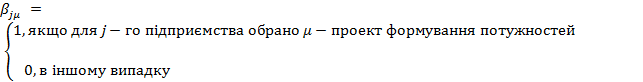 β_{jμ} =
{1, якщо для j − го підприємства обрано μ − проект формування потужностей
0, в іншому випадку